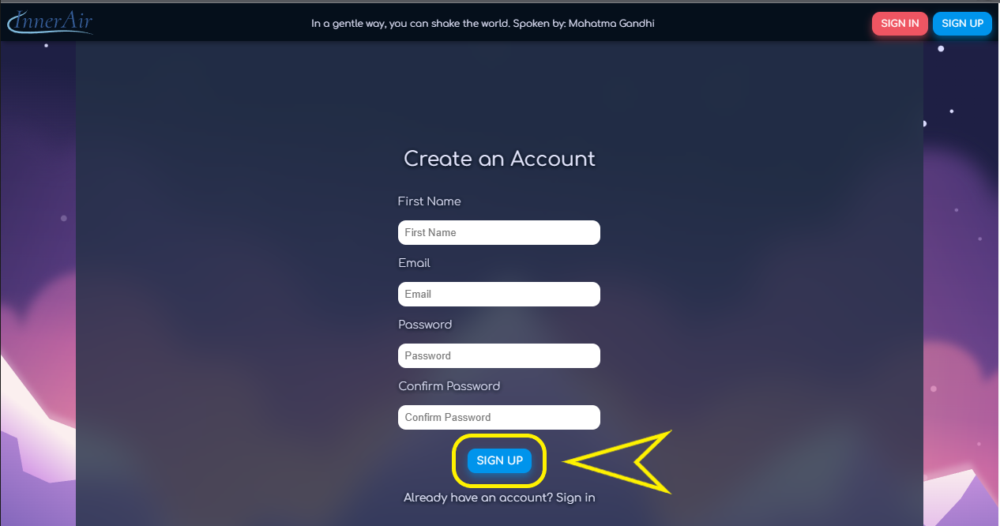 InnerAir
In a gentle way, you can shake the world. Spoken by: Mahatma Gandhi
SIGN IN
SIGN UP
Create an Account
First Name
First Name
Email
Email
Password
Password
Confirm Password
Confirm Password
SIGN UP
Already have an account? Sign in